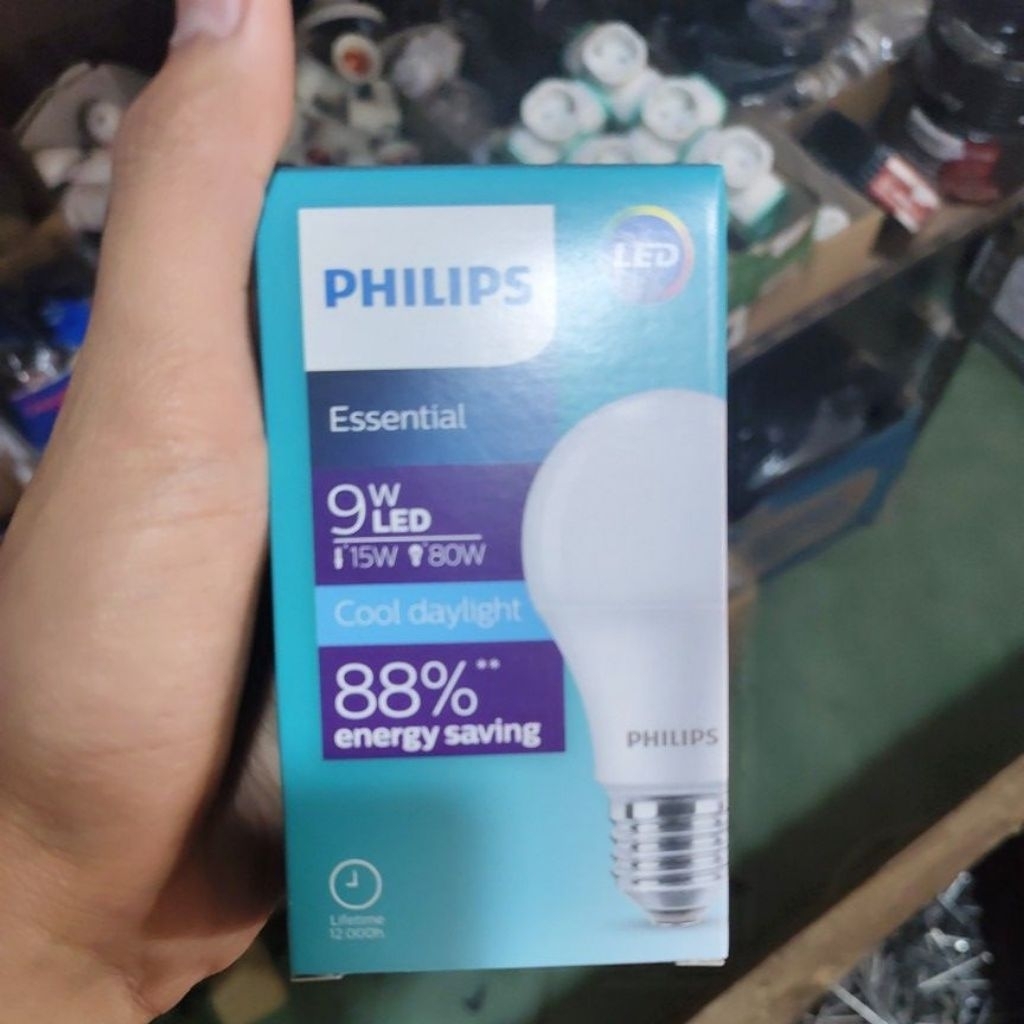 PHILIPS
LED
Essential
9W
LED
15W 80W
Cool daylight
88%**
energy saving
PHILIPS
Lifetime
12 000h